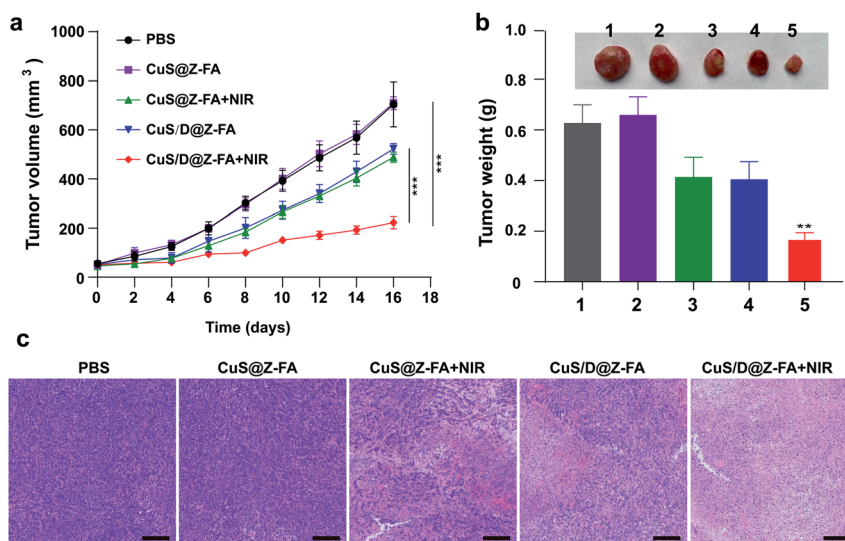 a
1000
800
600
400
200
0
Tumor volume (mm 3 )
PBS
CuS@Z-FA
CuS@Z-FA+NIR
CuS/D@Z-FA
CuS/D@Z-FA+NIR
***
***
0 2 4 6 8 10 12 14 16 18
Time (days)
b
1.0
0.8
0.6
0.4
0.2
0
Tumor weight (g)
1 2 3 4 5
**
1 2 3 4 5
c
PBS CuS@Z-FA CuS@Z-FA+NIR CuS/D@Z-FA CuS/D@Z-FA+NIR